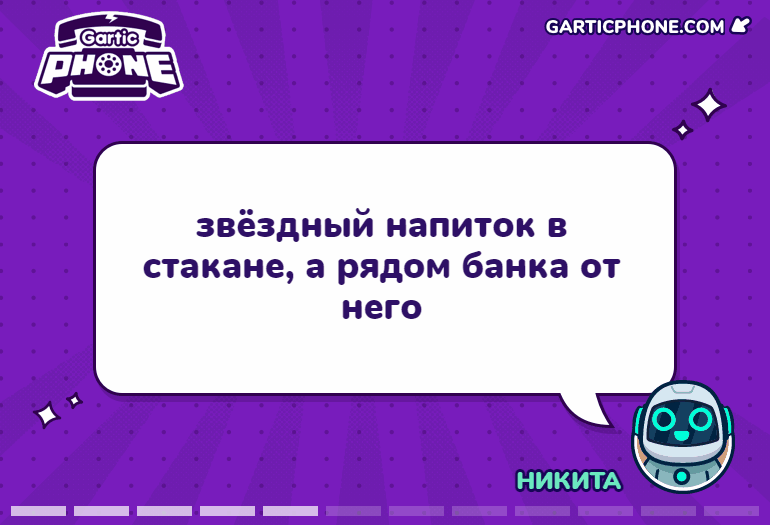 Gartic
PHONE
GARTICPHONE.COM
звёздный напиток в
стакане, а рядом банка от
него
НИКИТА